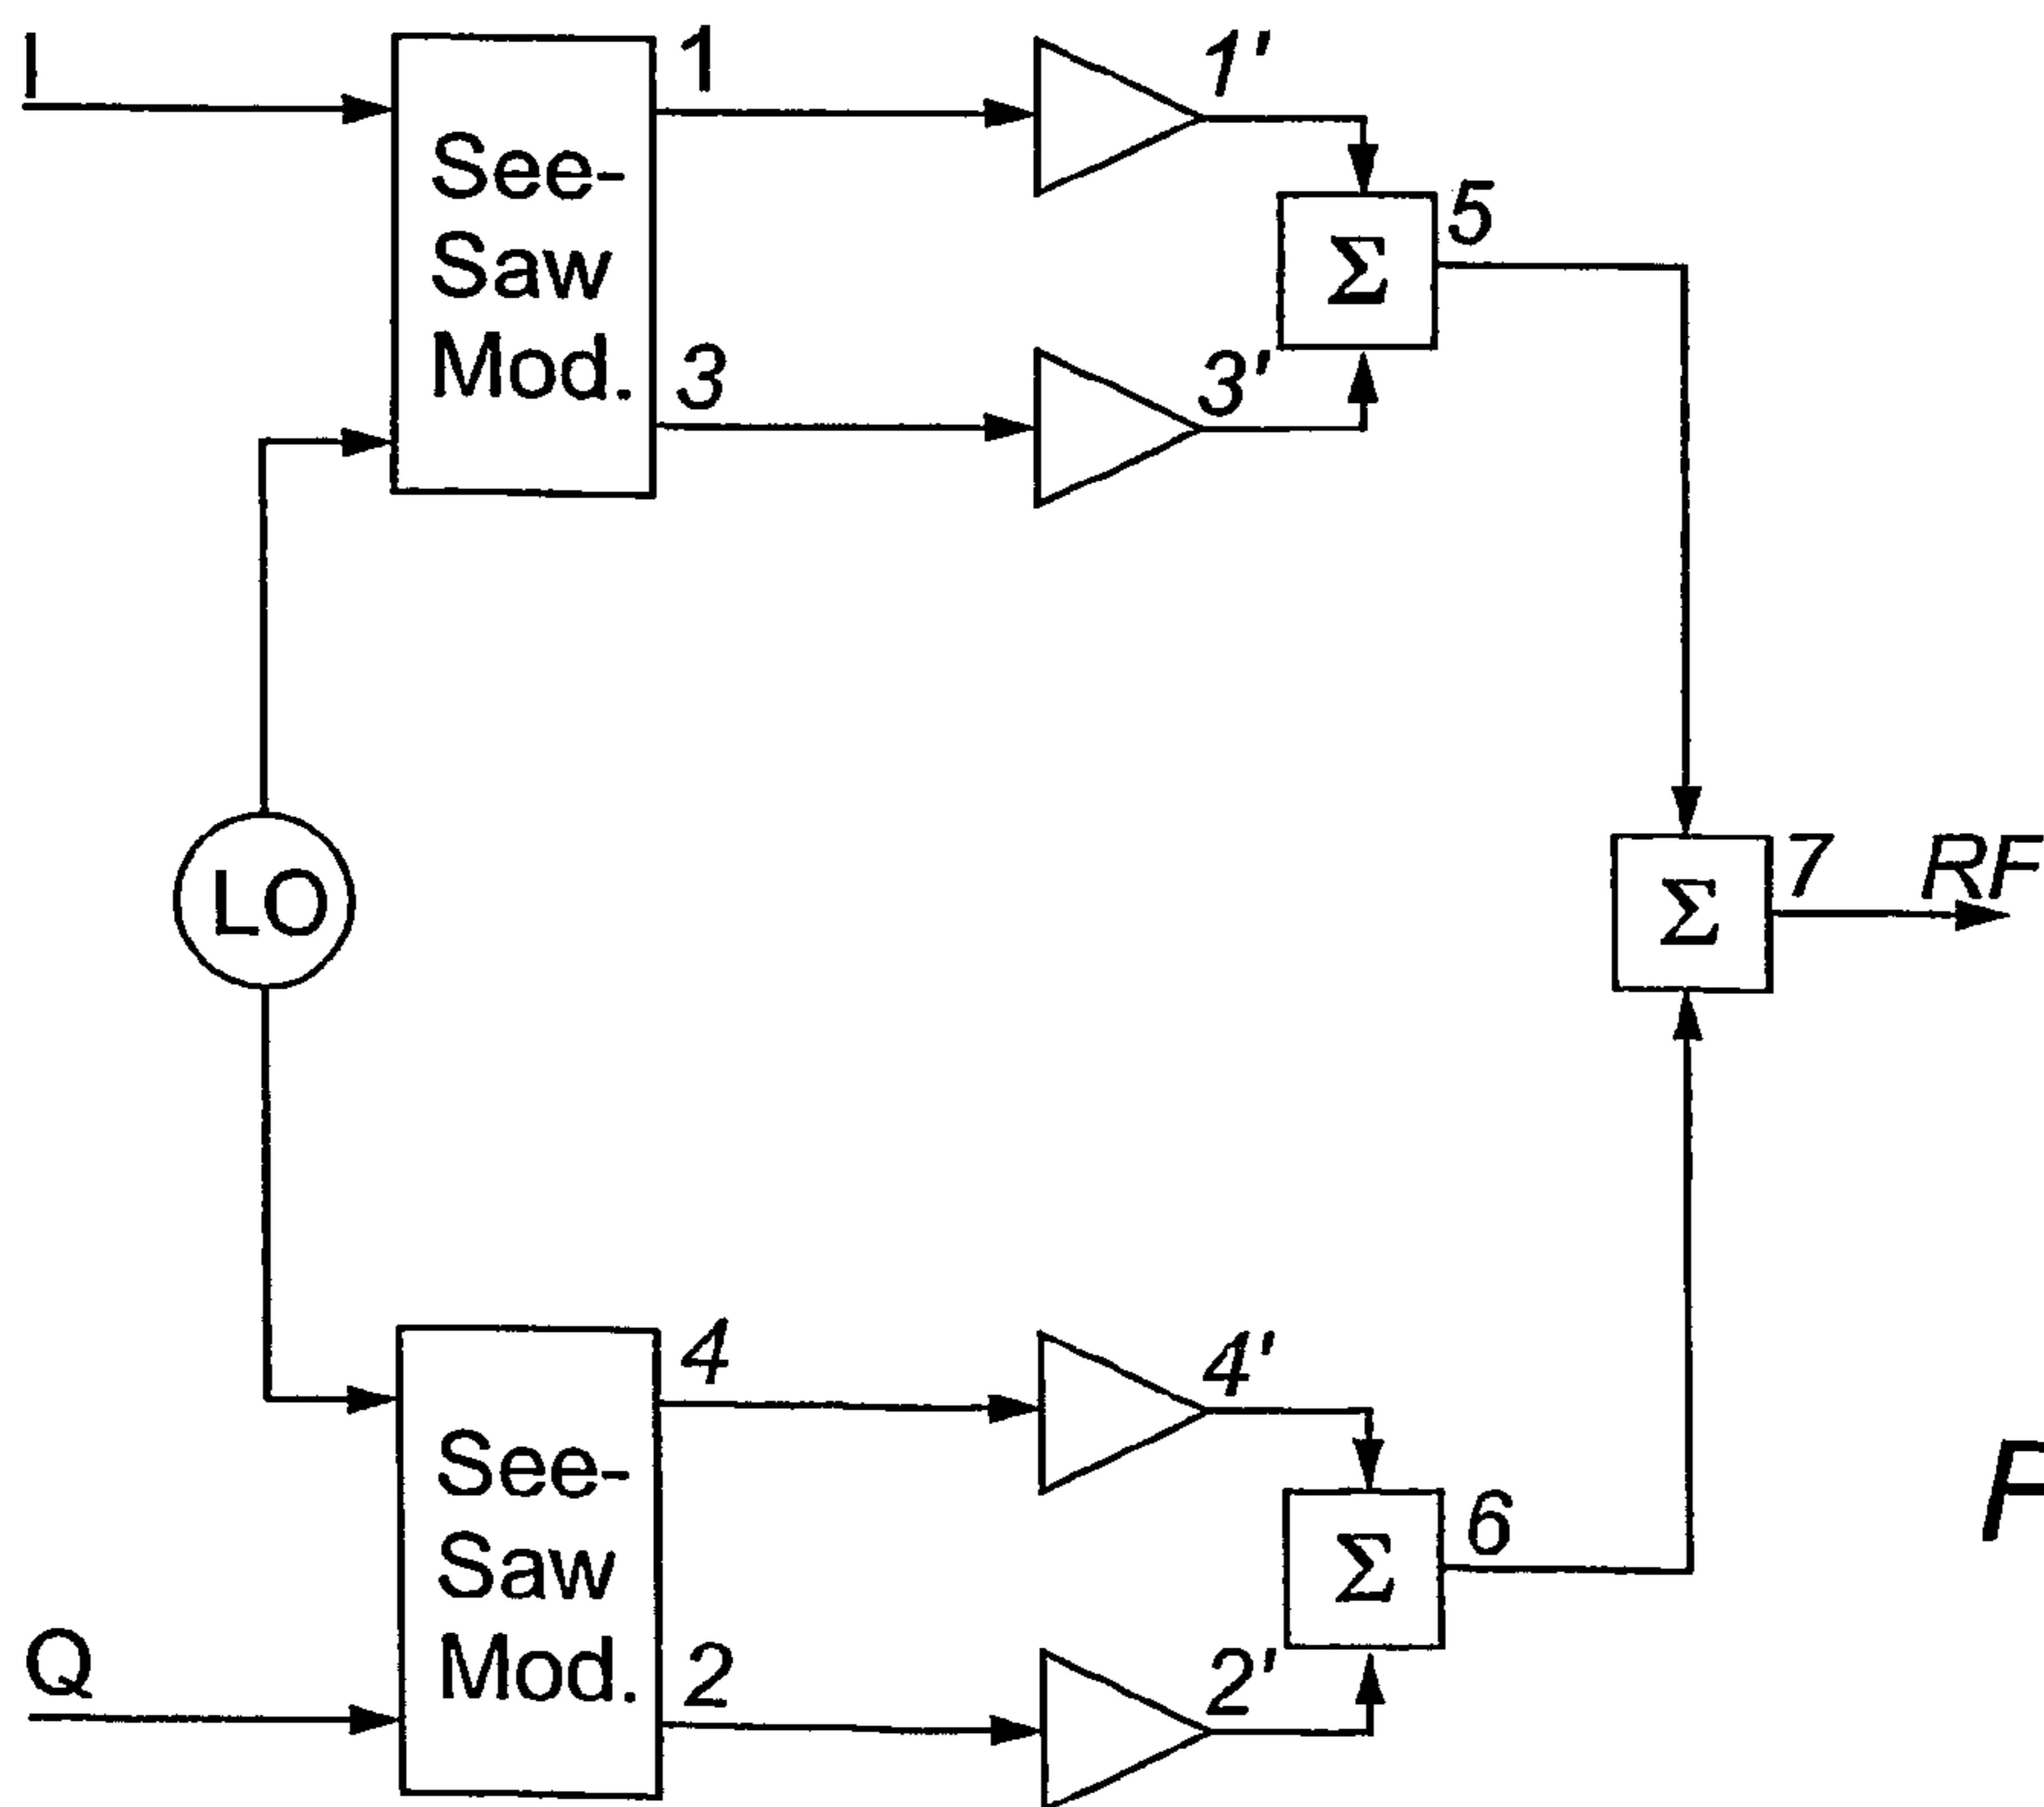 I
See-
Saw
Mod.
1
1'
3
3'
Σ
5
LO
Σ
7
RF
See-
Saw
Mod.
4
4'
Σ
6
Q
2
2'
F